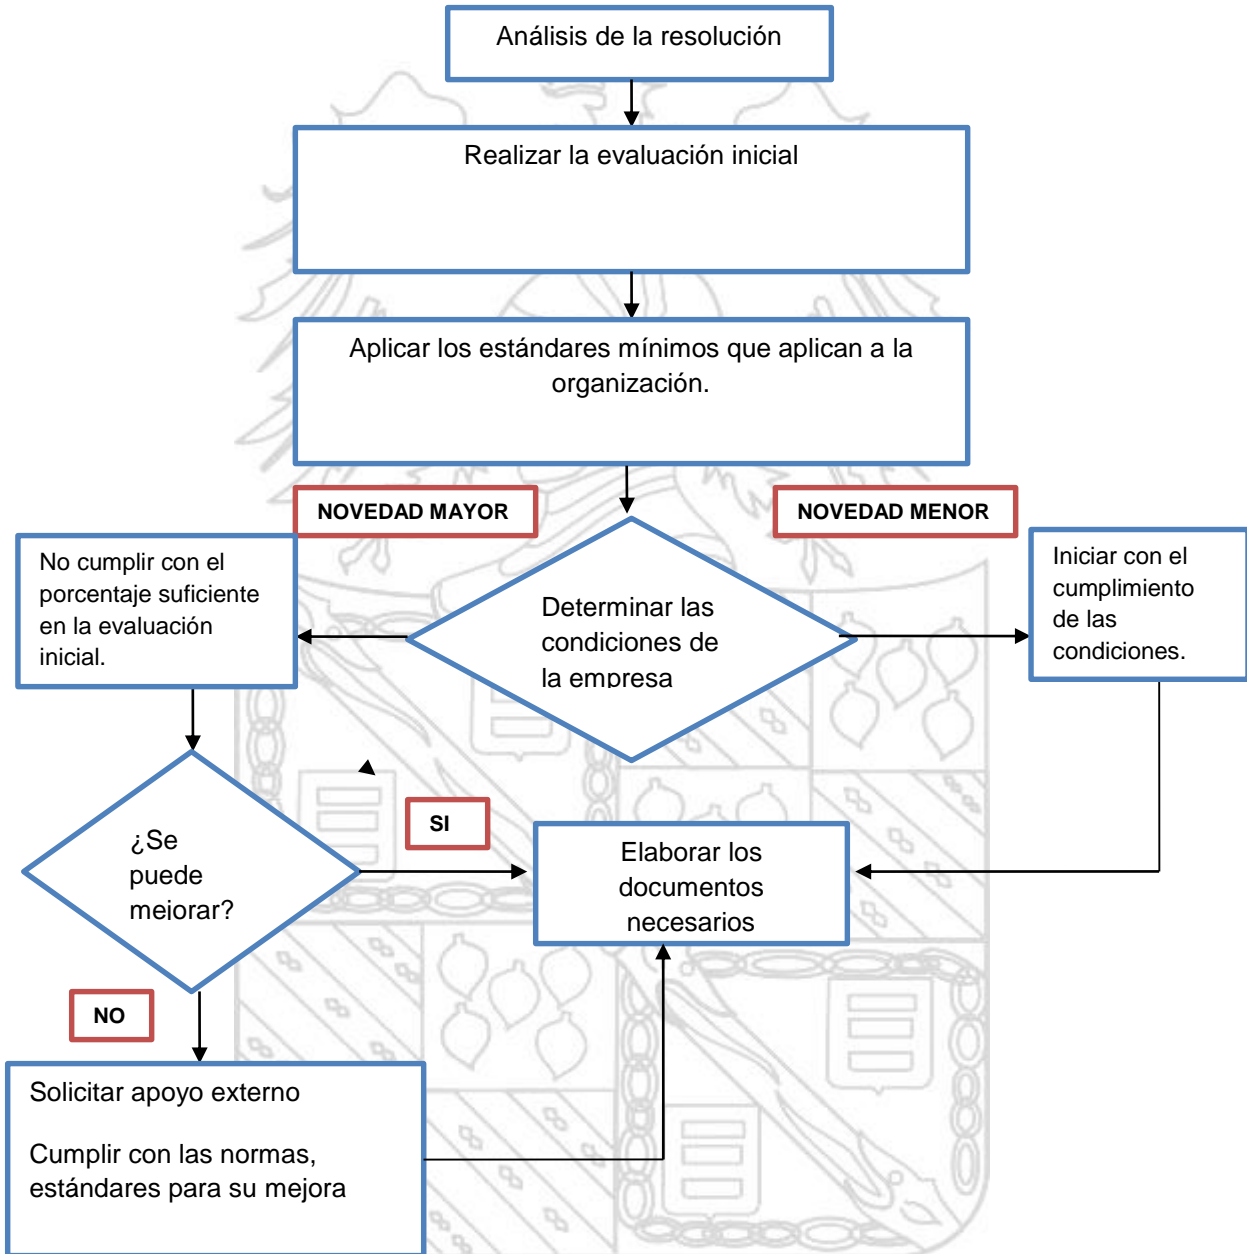 Análisis de la resolución
Realizar la evaluación inicial
Aplicar los estándares mínimos que aplican a la
organización.
NOVEDAD MAYOR
NOVEDAD MENOR
No cumplir con el
porcentaje suficiente
en la evaluación
inicial.
Determinar las
condiciones de
la empresa
Iniciar con el
cumplimiento
de las
condiciones.
¿Se
puede
mejorar?
SI
Elaborar los
documentos
necesarios
NO
Solicitar apoyo externo
Cumplir con las normas,
estándares para su mejora